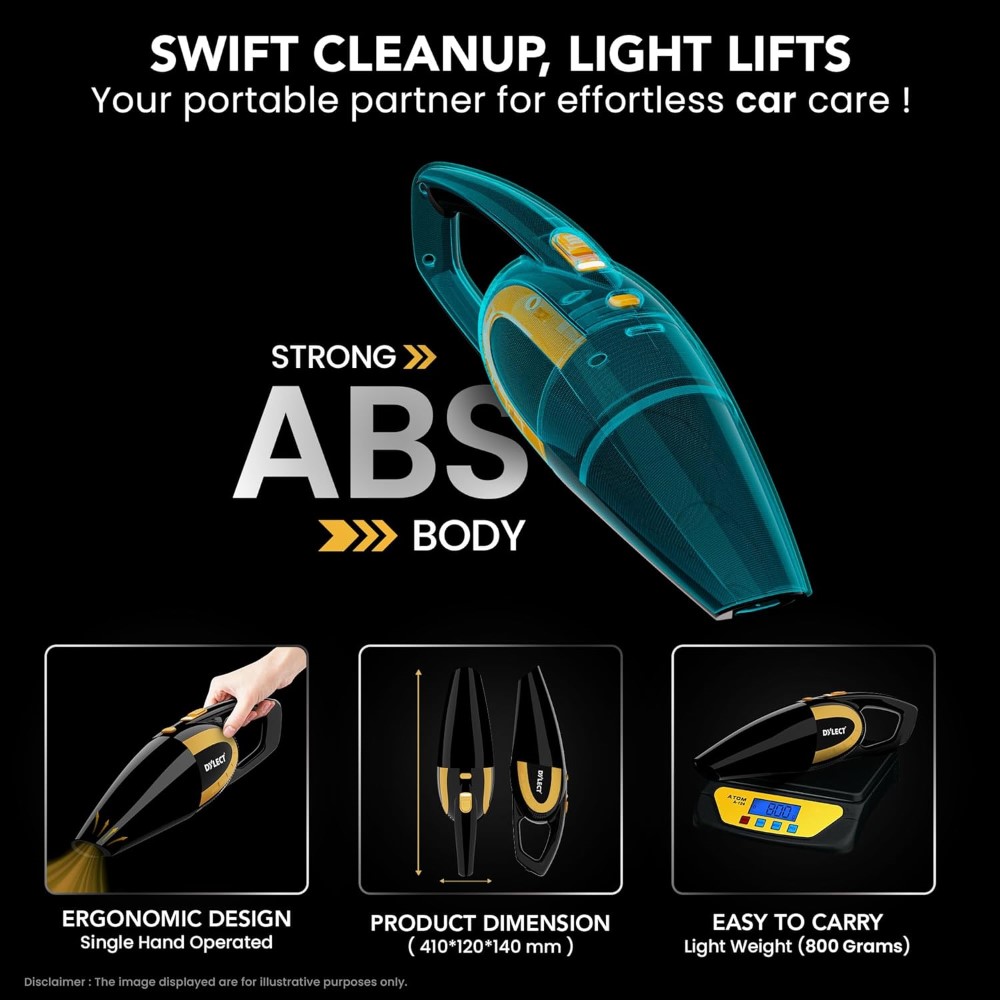 SWIFT CLEANUP, LIGHT LIFTS
Your portable partner for effortless car care !
STRONG
ABS
BODY
DYLECT
DYLECT
DYLECT
ATOM
A-124
800
ERGONOMIC DESIGN
Single Hand Operated
PRODUCT DIMENSION
( 410*120*140 mm )
EASY TO CARRY
Light Weight (800 Grams)
Disclaimer : The image displayed are for illustrative purposes only.